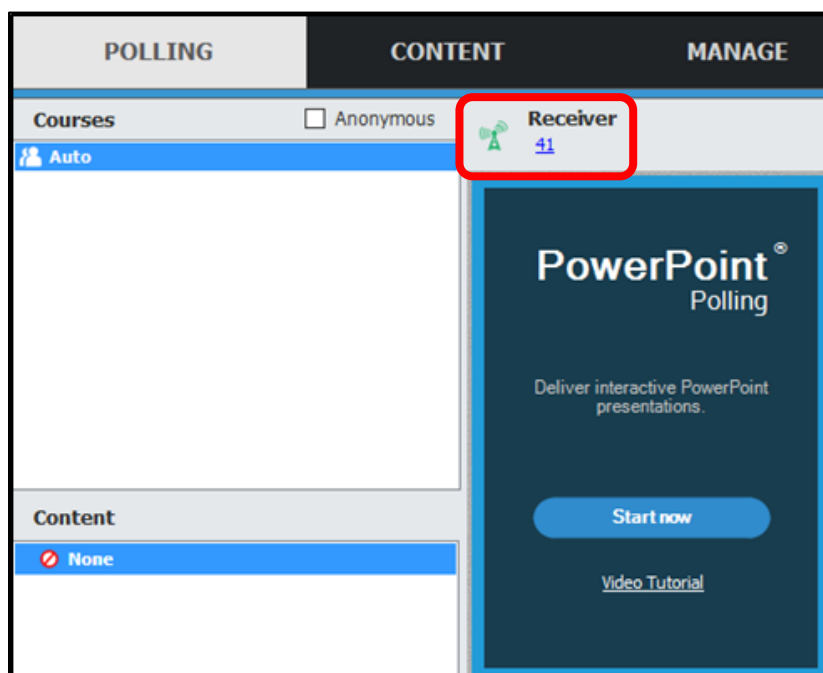 POLLING CONTENT MANAGE
Courses Anonymous
Auto
Receiver
41
PowerPoint®
Polling
Deliver interactive PowerPoint
presentations.
Start now
Video Tutorial
Content
None